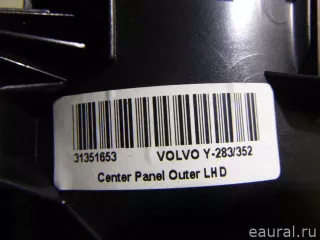 31351653 VOLVO Y-283/352
Center Panel Outer LHD
eaural.ru